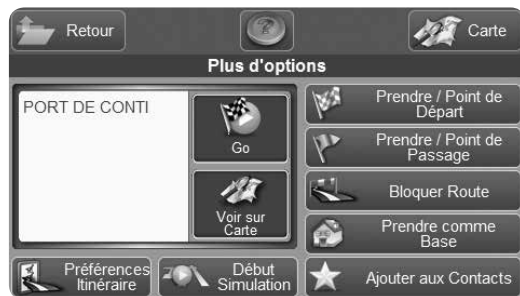 Retour
?
Carte
Plus d'options
PORT DE CONTI
Go
Voir sur
Carte
Prendre / Point de
Départ
Prendre / Point de
Passage
Bloquer Route
Prendre comme
Base
Préférences
Itinéraire
Début
Simulation
Ajouter aux Contacts